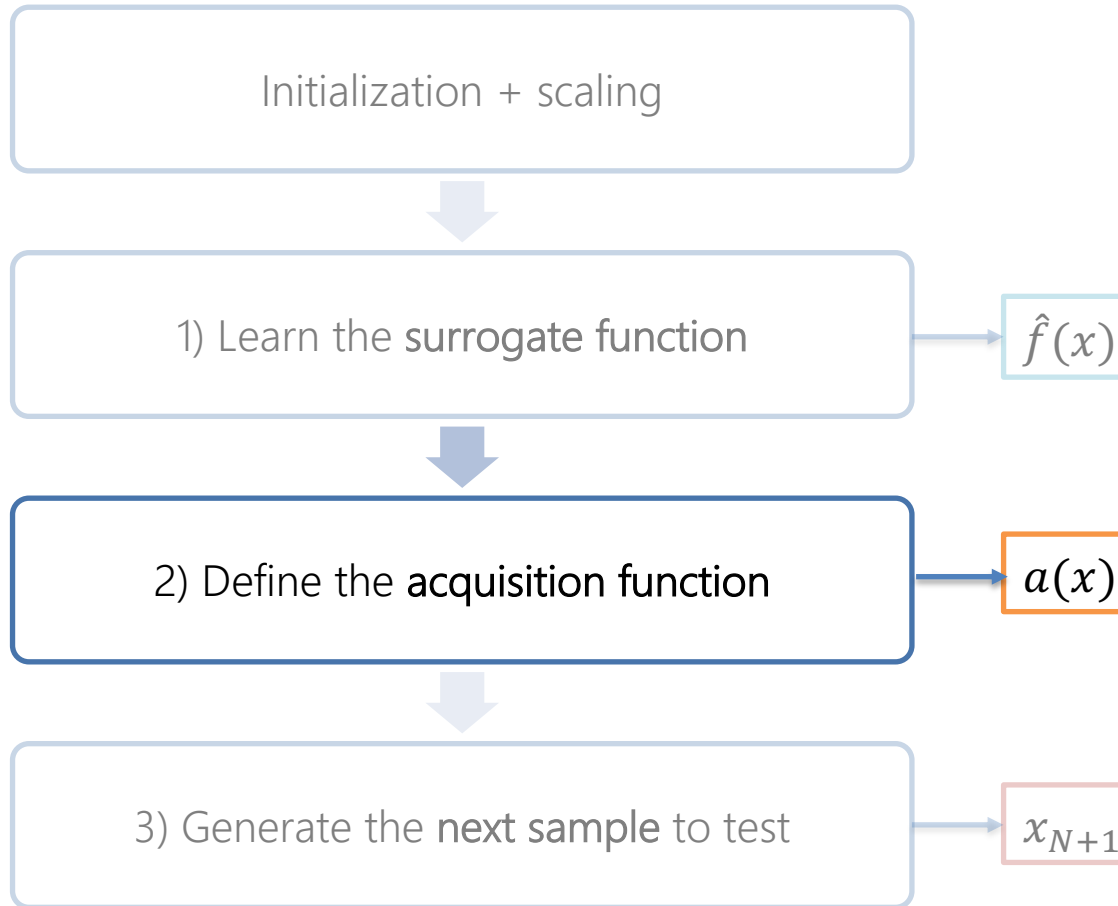 Initialization + scaling
1) Learn the surrogate function
f̂(x)
2) Define the acquisition function
a(x)
3) Generate the next sample to test
x_{N+1}